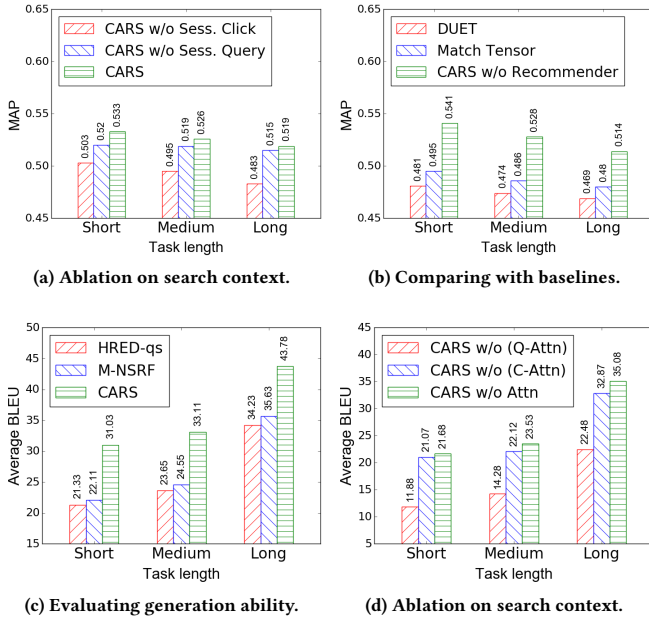 0.65
0.60
0.55
0.50
0.45
MAP
CARS w/o Sess. Click
CARS w/o Sess. Query
CARS
0.503
0.52
0.533
0.495
0.519
0.526
0.483
0.515
0.519
Short Medium Long
Task length
(a) Ablation on search context.
0.65
0.60
0.55
0.50
0.45
MAP
DUET
Match Tensor
CARS w/o Recommender
0.481
0.495
0.541
0.474
0.486
0.528
0.469
0.48
0.514
Short Medium Long
Task length
(b) Comparing with baselines.
50
45
40
35
30
25
20
15
Average BLEU
HRED-qs
M-NSRF
CARS
21.33
22.11
31.03
23.65
24.55
33.11
34.23
35.63
43.78
Short Medium Long
Task length
(c) Evaluating generation ability.
45
40
35
30
25
20
15
10
5
Average BLEU
CARS w/o (Q-Attn)
CARS w/o (C-Attn)
CARS w/o Attn
11.88
21.07
21.68
14.28
22.12
23.53
22.48
32.87
35.08
Short Medium Long
Task length
(d) Ablation on search context.